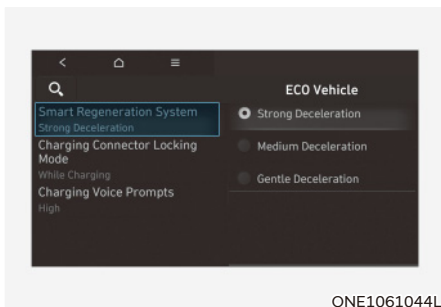 ECO Vehicle
Smart Regeneration System
Strong Deceleration
Charging Connector Locking
Mode
While Charging
Charging Voice Prompts
High
Strong Deceleration
Medium Deceleration
Gentle Deceleration
ONE1061044L